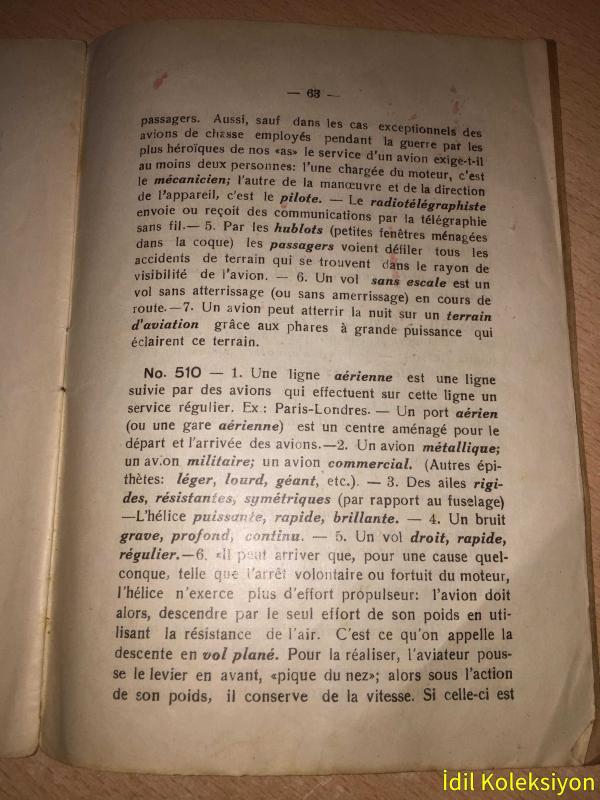 — 63 —
passagers. Aussi, sauf dans les cas exceptionnels des
avions de chasse employés pendant la guerre par les
plus héroïques de nos «as» le service d'un avion exige-t-il
au moins deux personnes: l'une chargée du moteur, c'est
le mécanicien; l'autre de la manœuvre et de la direction
de l'appareil, c'est le pilote. — Le radiotélégraphiste
envoie ou reçoit des communications par la télégraphie
sans fil.— 5. Par les hublots (petites fenêtres ménagées
dans la coque) les passagers voient défiler tous les
accidents de terrain qui se trouvent dans le rayon de
visibilité de l'avion. — 6. Un vol sans escale est un
vol sans atterrissage (ou sans amerrissage) en cours de
route.—7. Un avion peut atterrir la nuit sur un terrain
d'aviation grâce aux phares à grande puissance qui
éclairent ce terrain.
No. 510 — 1. Une ligne aérienne est une ligne
suivie par des avions qui effectuent sur cette ligne un
service régulier. Ex.: Paris-Londres. — Un port aérien
(ou une gare aérienne) est un centre aménagé pour le
départ et l'arrivée des avions.—2. Un avion métallique;
un avion militaire; un avion commercial. (Autres épi-
thètes: léger, lourd, géant, etc.). — 3. Des ailes rigi-
des, résistantes, symétriques (par rapport au fuselage)
—L'hélice puissante, rapide, brillante. — 4. Un bruit
grave, profond, continu. — 5. Un vol droit, rapide,
régulier.—6. «Il peut arriver que, pour une cause quel-
conque, telle que l'arrêt volontaire ou fortuit du moteur,
l'hélice n'exerce plus d'effort propulseur: l'avion doit
alors, descendre par le seul effort de son poids en uti-
lisant la résistance de l'air. C'est ce qu'on appelle la
descente en vol plané. Pour la réaliser, l'aviateur pous-
se le levier en avant, «pique du nez»; alors sous l'action
de son poids, il conserve de la vitesse. Si celle-ci est
İdil Koleksiyon